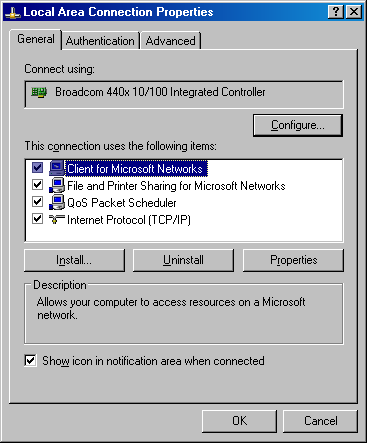 Local Area Connection Properties
General Authentication Advanced
Connect using:
Broadcom 440x 10/100 Integrated Controller
Configure...
This connection uses the following items:
Client for Microsoft Networks
File and Printer Sharing for Microsoft Networks
QoS Packet Scheduler
Internet Protocol (TCP/IP)
Install... Uninstall Properties
Description
Allows your computer to access resources on a Microsoft
network.
Show icon in notification area when connected
OK Cancel